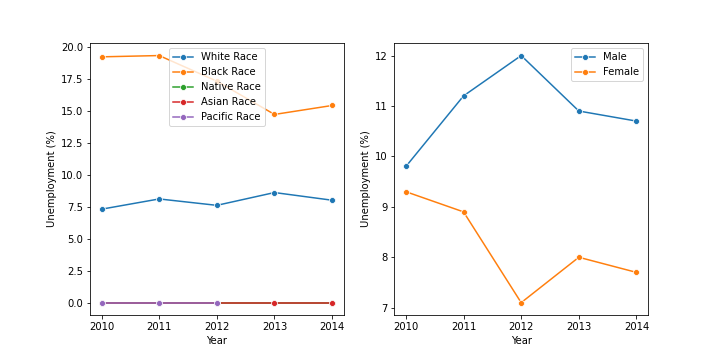 20.0
17.5
15.0
12.5
10.0
7.5
5.0
2.5
0.0
Unemployment (%)
2010 2011 2012 2013 2014
Year
White Race
Black Race
Native Race
Asian Race
Pacific Race
12
11
10
9
8
7
Unemployment (%)
2010 2011 2012 2013 2014
Year
Male
Female